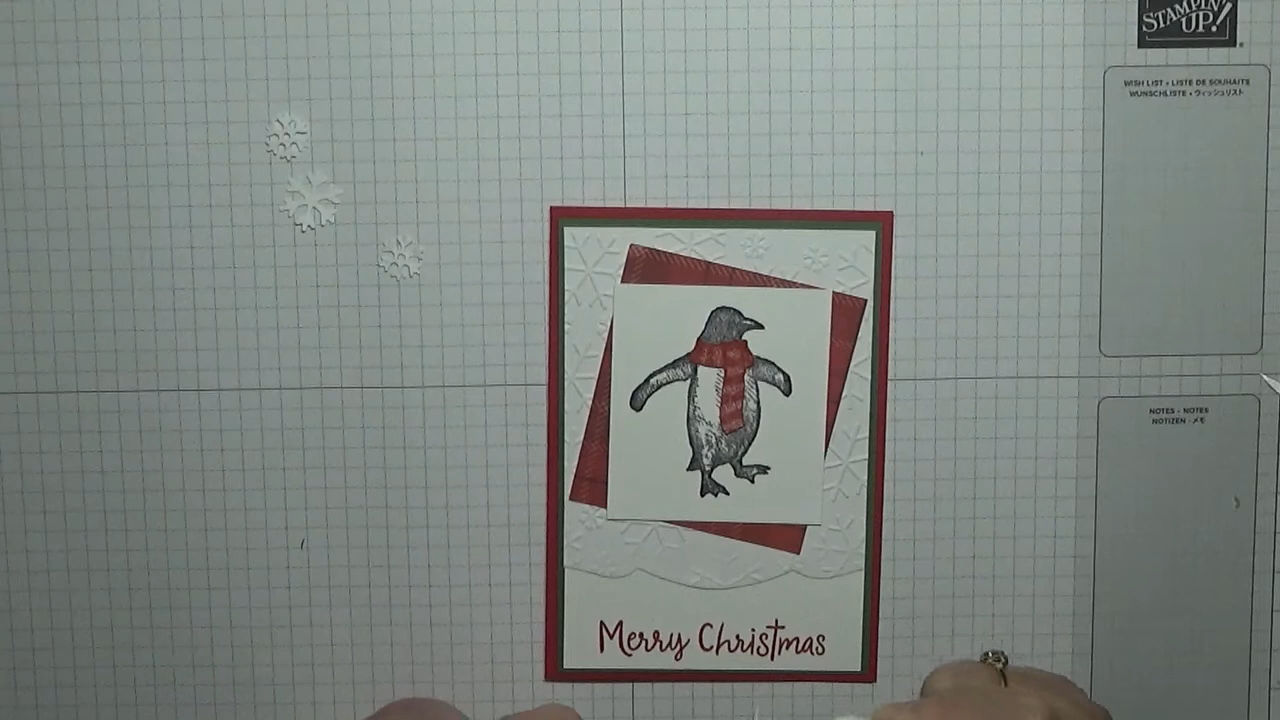 STAMPIN'
UP!
WISH LIST • LISTE DE SOUHAITS
WUNSCHLISTE • ウィッシュリスト
NOTES • NOTES
NOTIZEN • メモ
Merry Christmas